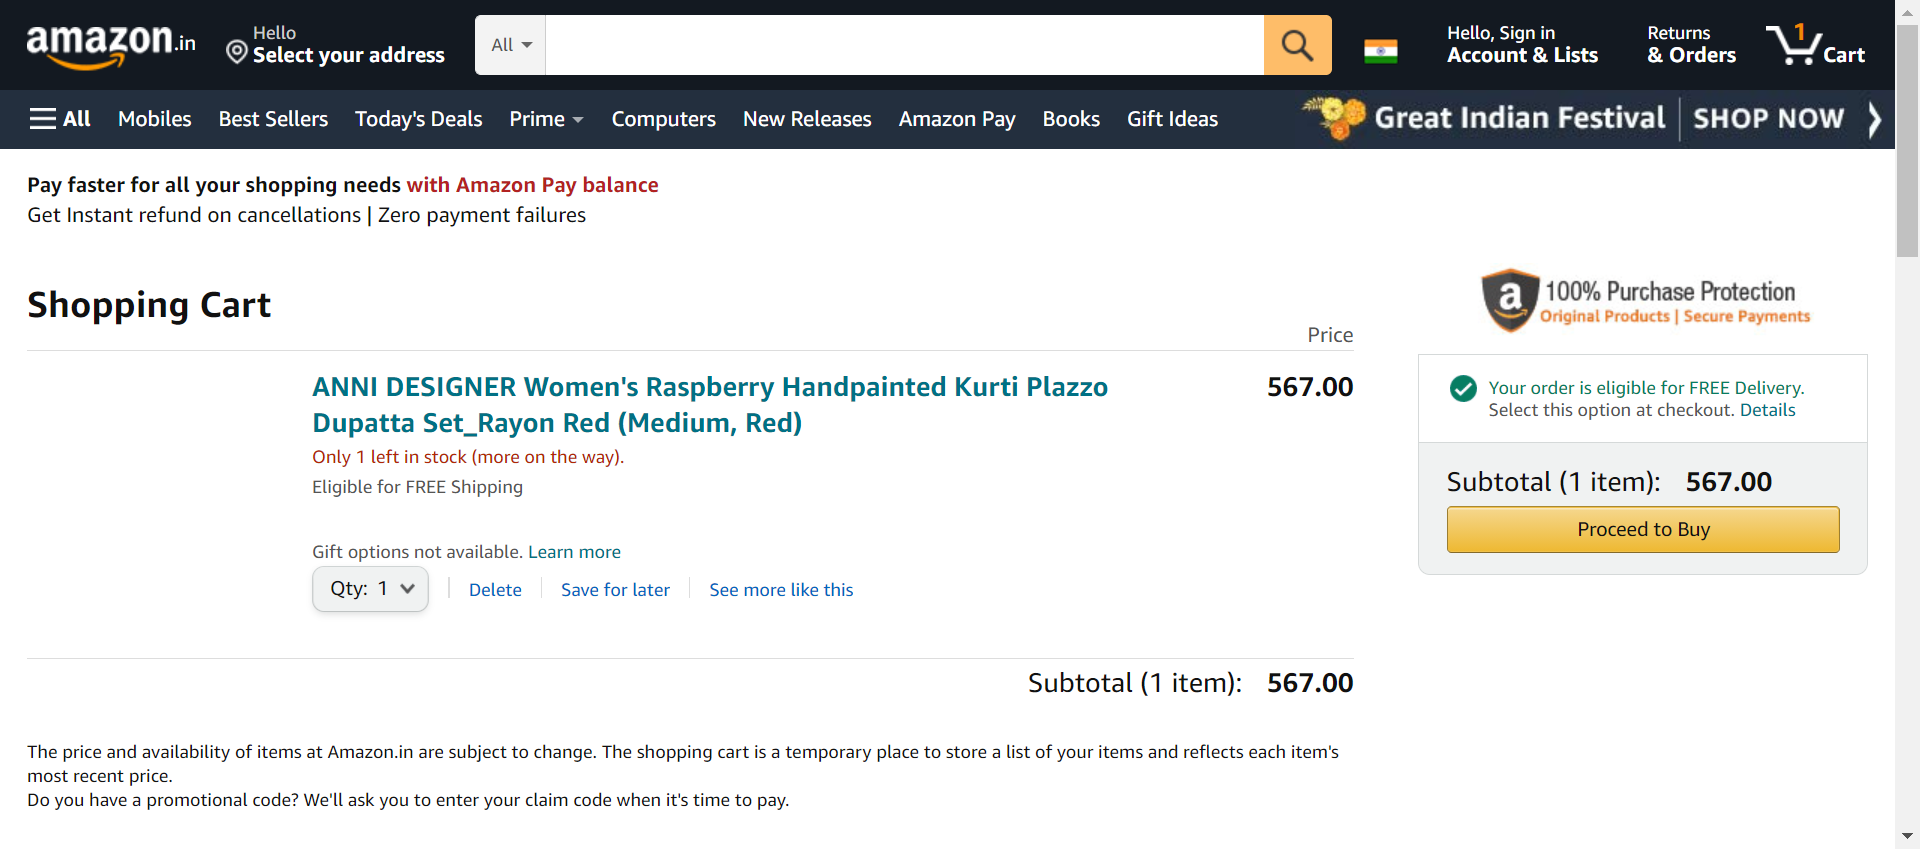 amazon.in
Hello
Select your address
All
Hello, Sign in
Account & Lists
Returns
& Orders
1
Cart
All
Mobiles
Best Sellers
Today's Deals
Prime
Computers
New Releases
Amazon Pay
Books
Gift Ideas
Great Indian Festival | SHOP NOW
Pay faster for all your shopping needs with Amazon Pay balance
Get Instant refund on cancellations | Zero payment failures
Shopping Cart
Price
ANNI DESIGNER Women's Raspberry Handpainted Kurti Plazzo
Dupatta Set_Rayon Red (Medium, Red)
567.00
Only 1 left in stock (more on the way).
Eligible for FREE Shipping
Gift options not available. Learn more
Qty: 1
Delete
Save for later
See more like this
Subtotal (1 item): 567.00
The price and availability of items at Amazon.in are subject to change. The shopping cart is a temporary place to store a list of your items and reflects each item's
most recent price.
Do you have a promotional code? We'll ask you to enter your claim code when it's time to pay.
a
100% Purchase Protection
Original Products | Secure Payments
Your order is eligible for FREE Delivery.
Select this option at checkout. Details
Subtotal (1 item): 567.00
Proceed to Buy